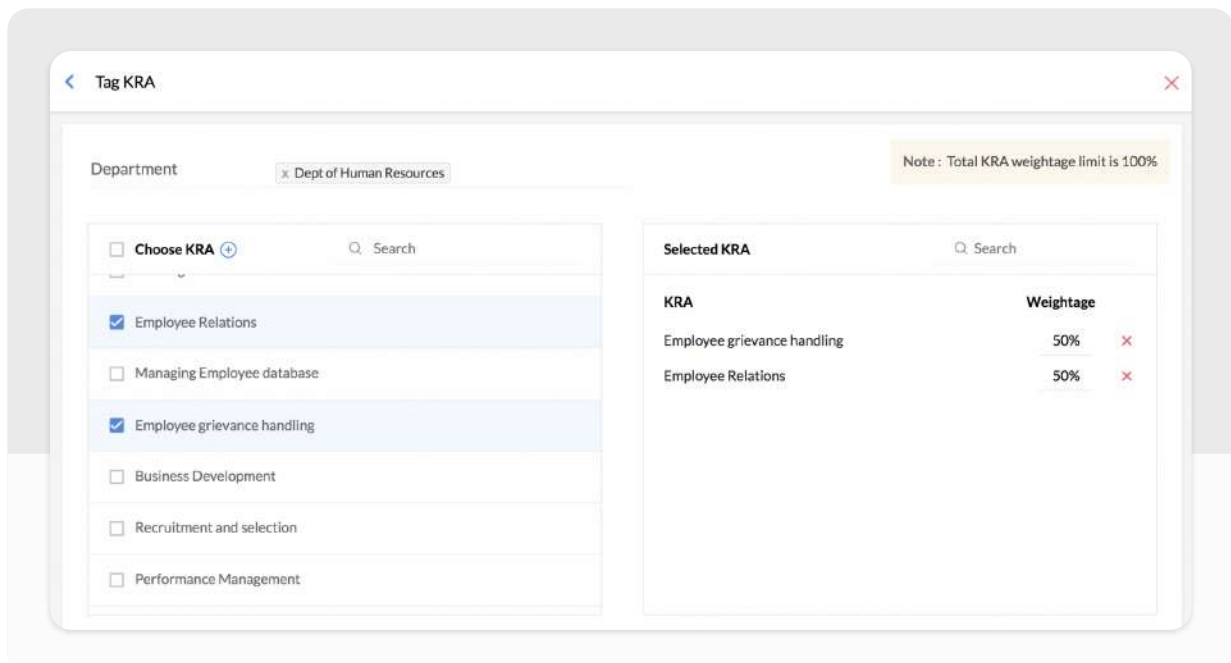 Tag KRA
Department
x Dept of Human Resources
Note : Total KRA weightage limit is 100%
Choose KRA
Search
Employee Relations
Managing Employee database
Employee grievance handling
Business Development
Recruitment and selection
Performance Management
Selected KRA
Search
KRA Weightage
Employee grievance handling 50%
Employee Relations 50%